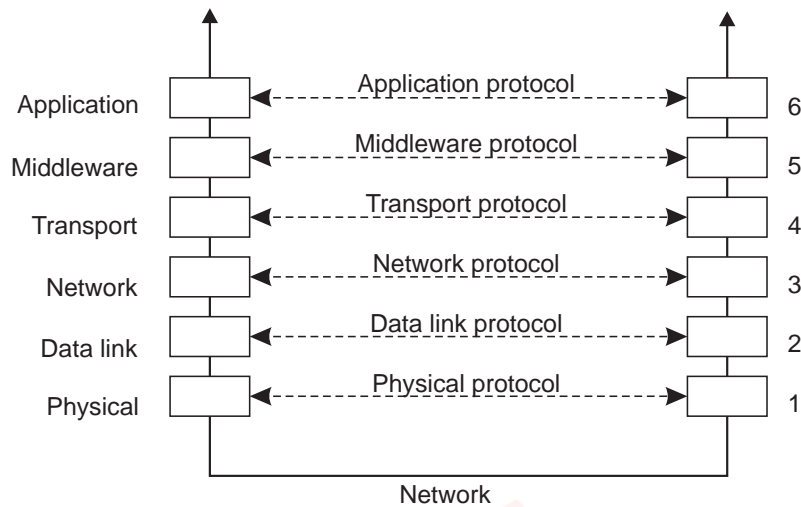 Application
Application protocol
6
Middleware
Middleware protocol
5
Transport
Transport protocol
4
Network
Network protocol
3
Data link
Data link protocol
2
Physical
Physical protocol
1
Network